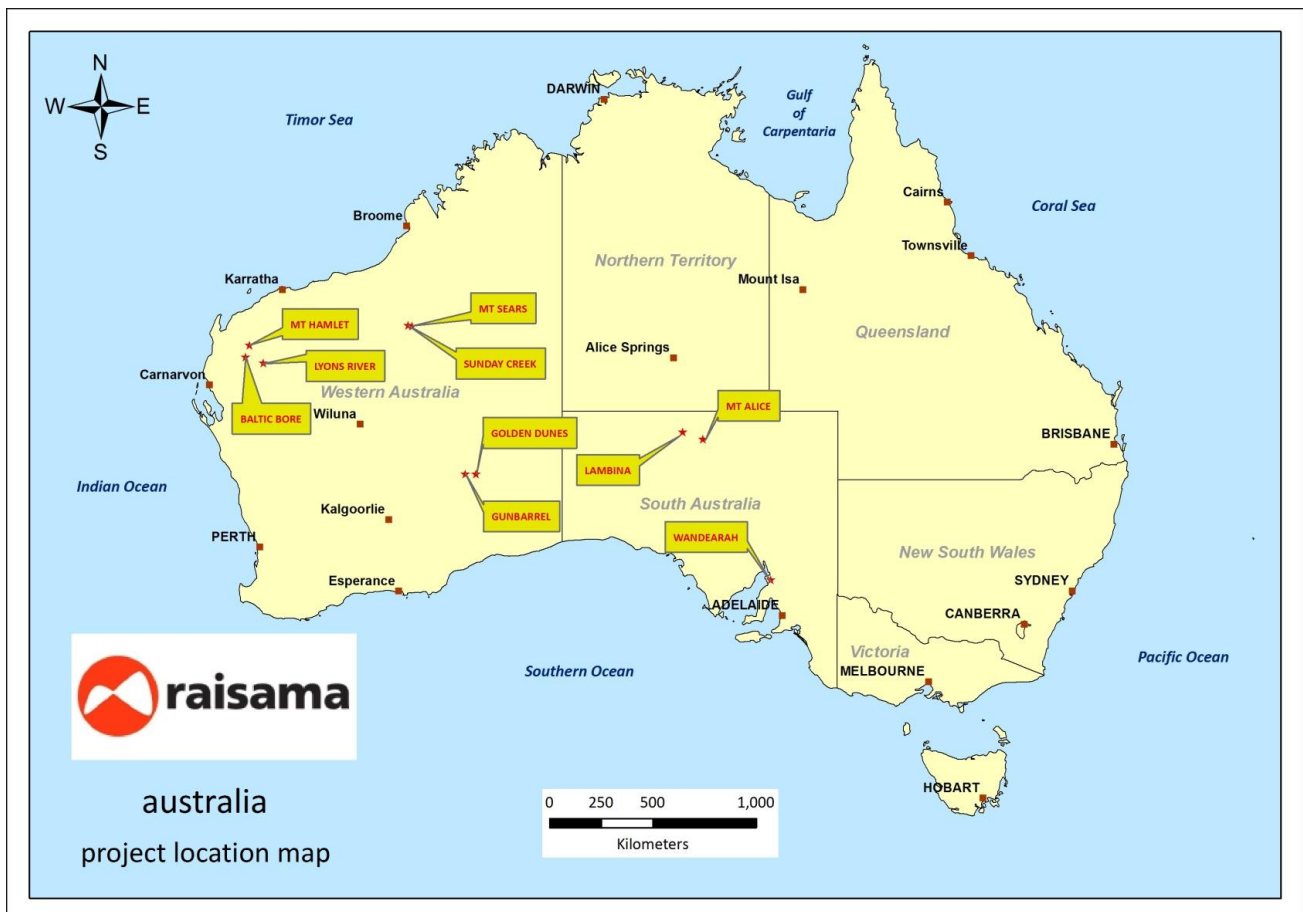 N
W
E
S
DARWIN
Timor Sea
Gulf
of
Carpentaria
Cairns
Coral Sea
Broome
Townsville
Northern Territory
Karratha
Mount Isa
MT SEARS
MT HAMLET
Queensland
Alice Springs
LYONS RIVER
SUNDAY CREEK
Carnarvon
Western Australia
MT ALICE
BALTIC BORE
Wiluna
GOLDEN DUNES
BRISBANE
LAMBINA
Indian Ocean
South Australia
Kalgoorlie
GUNBARREL
PERTH
WANDEARAH
New South Wales
Esperance
SYDNEY
ADELAIDE
CANBERRA
Victoria
Pacific Ocean
Southern Ocean
MELBOURNE
raisama
HOBART
australia
project location map
0 250 500 1,000
Kilometers